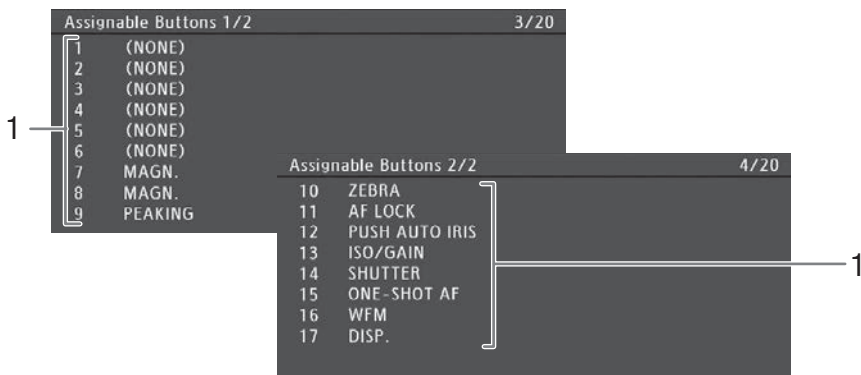 Assignable Buttons 1/2 3/20
1 (NONE)
2 (NONE)
3 (NONE)
4 (NONE)
5 (NONE)
6 (NONE)
7 MAGN.
8 MAGN.
9 PEAKING
1
Assignable Buttons 2/2 4/20
10 ZEBRA
11 AF LOCK
12 PUSH AUTO IRIS
13 ISO/GAIN
14 SHUTTER
15 ONE-SHOT AF
16 WFM
17 DISP.
1